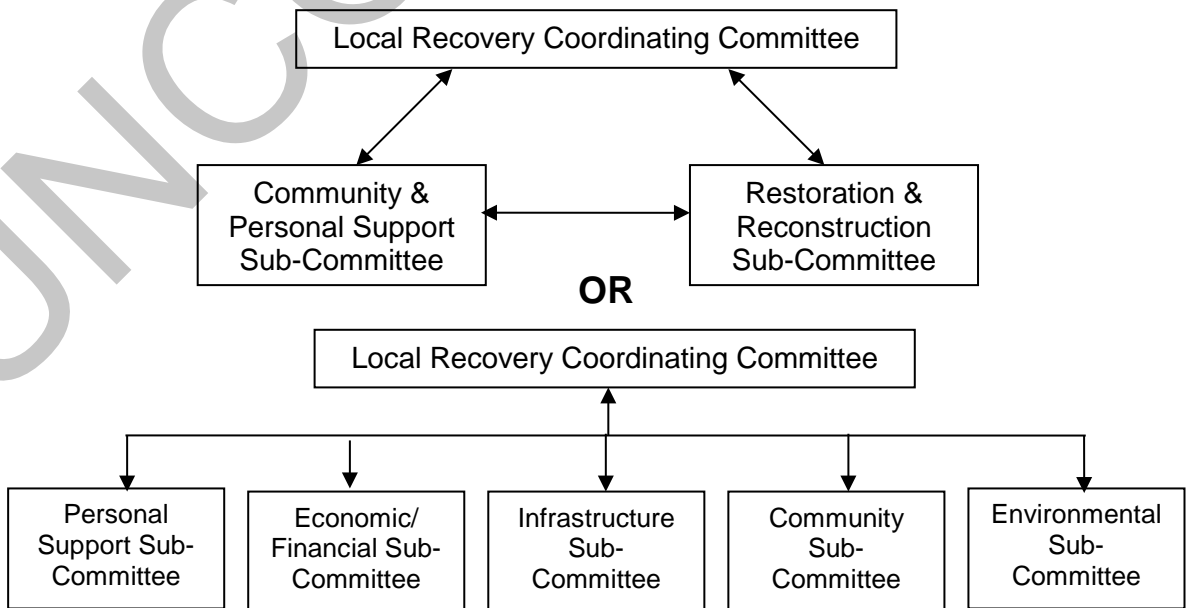 Local Recovery Coordinating Committee
Community &
Personal Support
Sub-Committee
Restoration &
Reconstruction
Sub-Committee
OR
Local Recovery Coordinating Committee
Personal
Support Sub-
Committee
Economic/
Financial Sub-
Committee
Infrastructure
Sub-
Committee
Community
Sub-
Committee
Environmental
Sub-
Committee